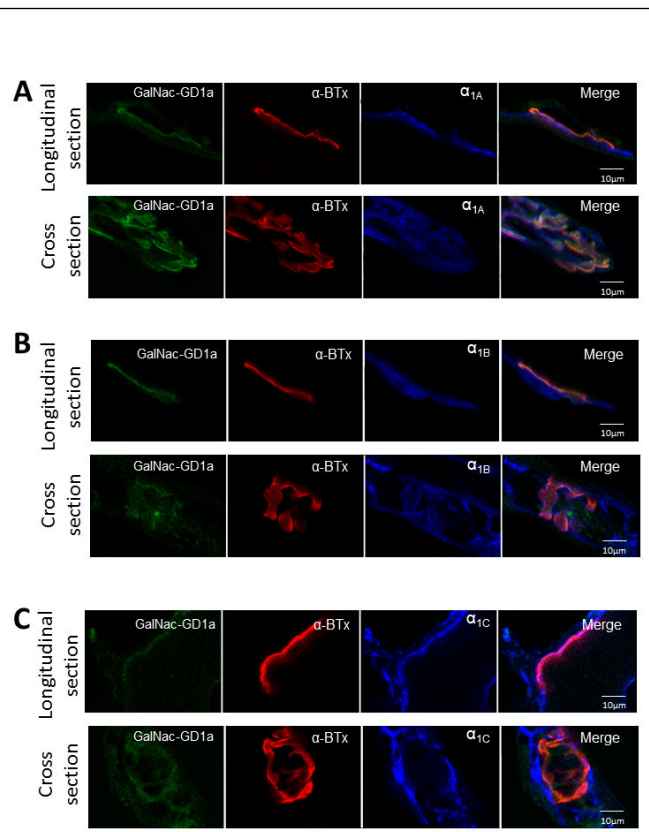 A
Longitudinal section
GalNac-GD1a α-BTx α1A Merge
10μm
Cross section
GalNac-GD1a α-BTx α1A Merge
10μm
B
Longitudinal section
GalNac-GD1a α-BTx α1B Merge
10μm
Cross section
GalNac-GD1a α-BTx α1B Merge
10μm
C
Longitudinal section
GalNac-GD1a α-BTx α1C Merge
10μm
Cross section
GalNac-GD1a α-BTx α1C Merge
10μm